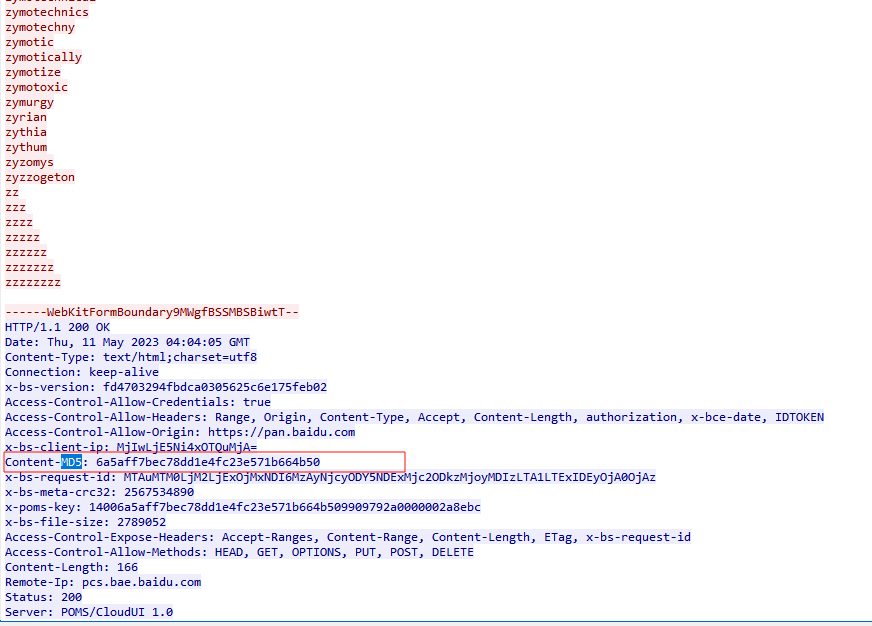 zymotechnics
zymotechny
zymotic
zymotically
zymotize
zymotoxic
zymurgy
zyrian
zythia
zythum
zyzomys
zyzzogeton
zz
zzz
zzzz
zzzzz
zzzzzz
zzzzzzz
zzzzzzzz
------WebKitFormBoundary9MWgfBSSMBSBiwtT--
HTTP/1.1 200 OK
Date: Thu, 11 May 2023 04:04:05 GMT
Content-Type: text/html;charset=utf8
Connection: keep-alive
x-bs-version: fd4703294fbdca0305625c6e175feb02
Access-Control-Allow-Credentials: true
Access-Control-Allow-Headers: Range, Origin, Content-Type, Accept, Content-Length, authorization, x-bce-date, IDTOKEN
Access-Control-Allow-Origin: https://pan.baidu.com
x-bs-client-ip: MjIwLjE5Ni4xOTQuMjA=
Content-MD5: 6a5aff7bec78dd1e4fc23e571b664b50
x-bs-request-id: MTAuMTM0LjM2LjExOjMxNDI6MzAyNjcyODY5NDExMjc2ODkzMjoyMDIzLTA1LTExIDEyOjA0OjAz
x-bs-meta-crc32: 2567534890
x-poms-key: 14006a5aff7bec78dd1e4fc23e571b664b509909792a0000002a8ebc
x-bs-file-size: 2789052
Access-Control-Expose-Headers: Accept-Ranges, Content-Range, Content-Length, ETag, x-bs-request-id
Access-Control-Allow-Methods: HEAD, GET, OPTIONS, PUT, POST, DELETE
Content-Length: 166
Remote-Ip: pcs.bae.baidu.com
Status: 200
Server: POMS/CloudUI 1.0